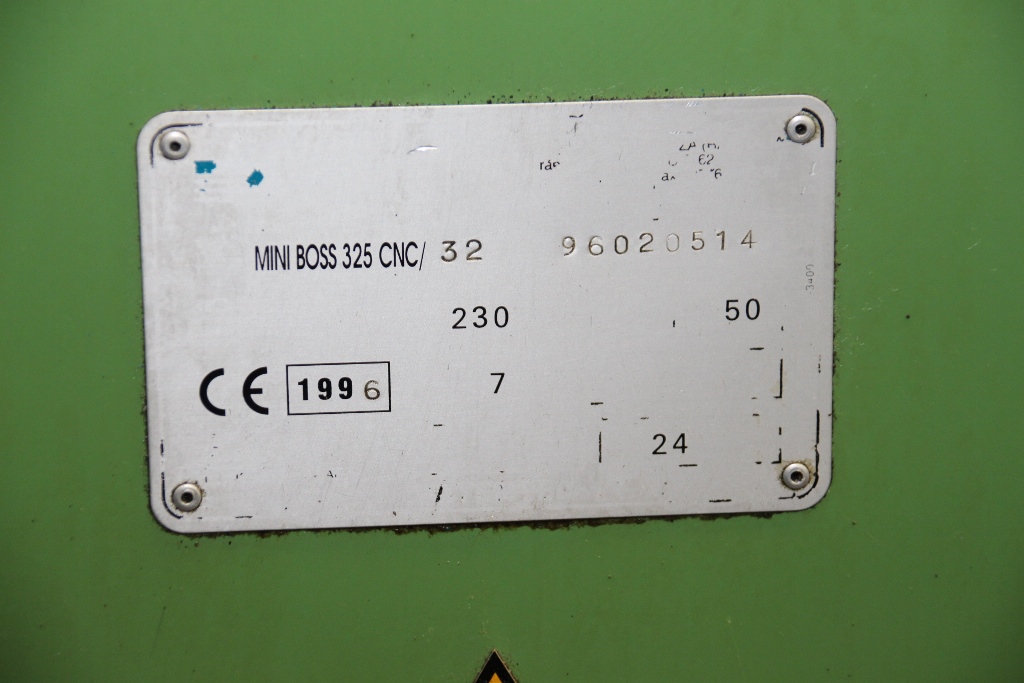 MINI BOSS 325 CNC/ 32 96020514
230 50
CE 1996 7
24